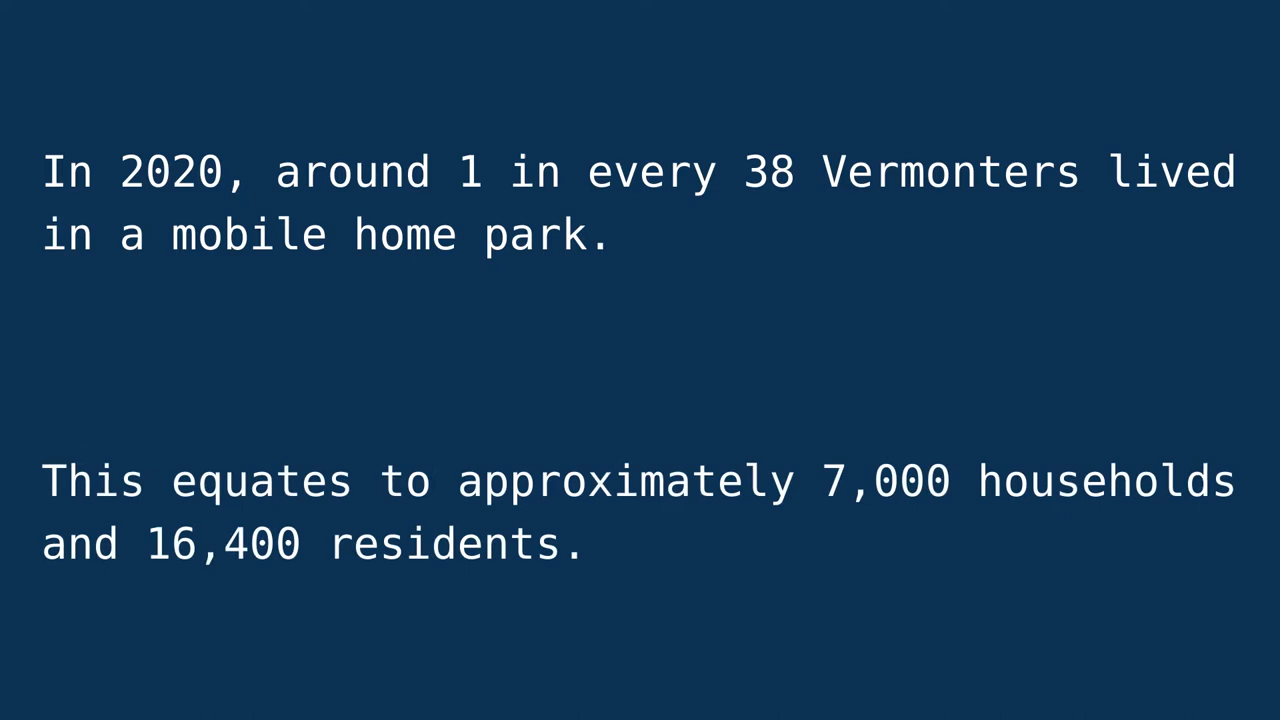 In 2020, around 1 in every 38 Vermonters lived
in a mobile home park.
This equates to approximately 7,000 households
and 16,400 residents.